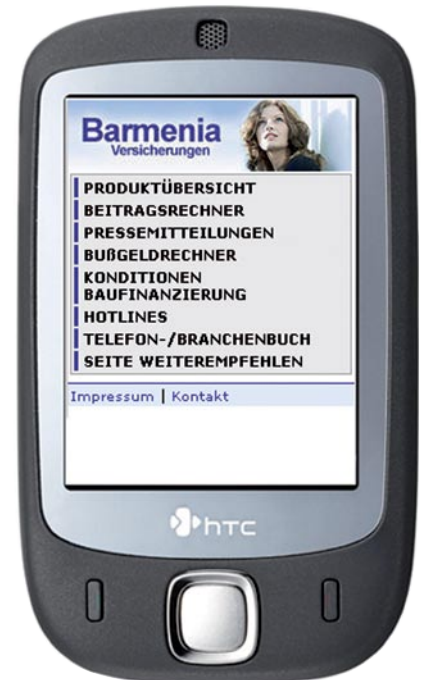 Barmenia
Versicherungen
PRODUKTÜBERSICHT
BEITRAGSRECHNER
PRESSEMITTEILUNGEN
BUßGELDRECHNER
KONDITIONEN
BAUFINANZIERUNG
HOTLINES
TELEFON-/BRANCHENBUCH
SEITE WEITEREMPFEHLEN
Impressum | Kontakt
hTC